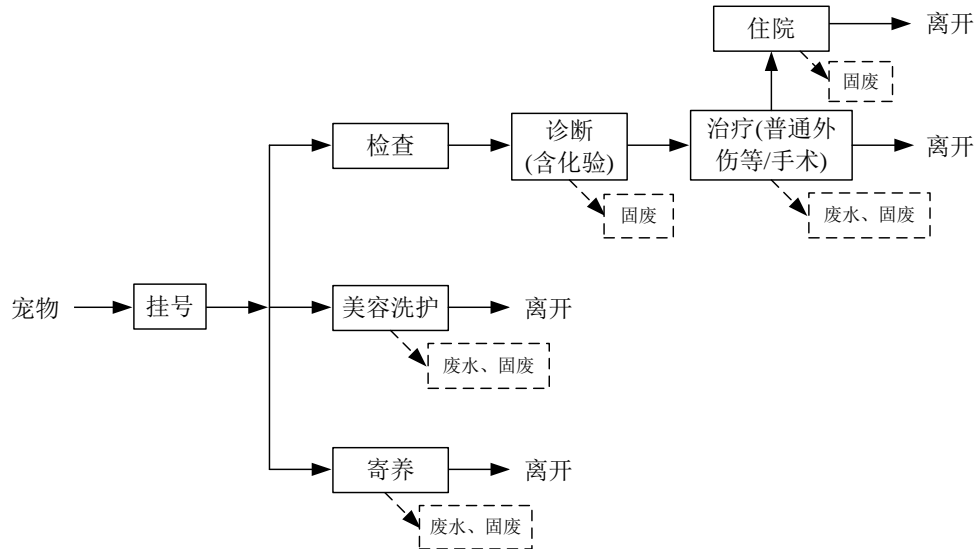 住院
离开
固废
检查
诊断
(含化验)
治疗(普通外
伤等/手术)
离开
固废
废水、固废
宠物
挂号
美容洗护
离开
废水、固废
寄养
离开
废水、固废